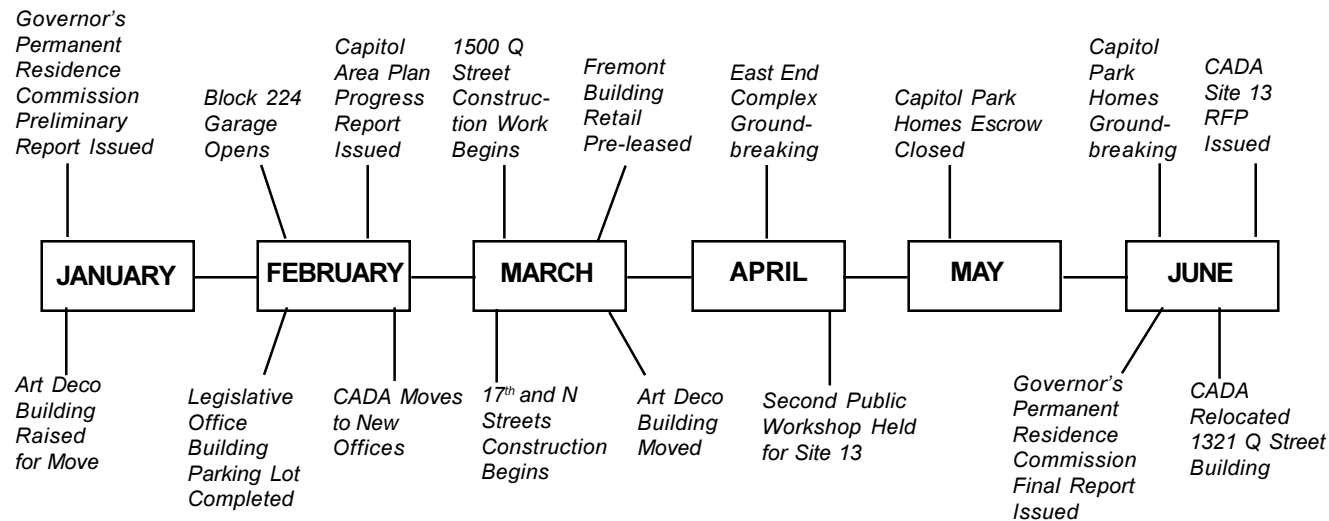 Governor's
Permanent
Residence
Commission
Preliminary
Report Issued
Block 224
Garage
Opens
Capitol
Area Plan
Progress
Report
Issued
1500 Q
Street
Construc-
tion Work
Begins
Fremont
Building
Retail
Pre-leased
East End
Complex
Ground-
breaking
Capitol Park
Homes Escrow
Closed
Capitol
Park
Homes
Ground-
breaking
CADA
Site 13
RFP
Issued
JANUARY
FEBRUARY
MARCH
APRIL
MAY
JUNE
Art Deco
Building
Raised
for Move
Legislative
Office
Building
Parking Lot
Completed
CADA Moves
to New
Offices
17th and N
Streets
Construction
Begins
Art Deco
Building
Moved
Second Public
Workshop Held
for Site 13
Governor's
Permanent
Residence
Commission
Final Report
Issued
CADA
Relocated
1321 Q Street
Building